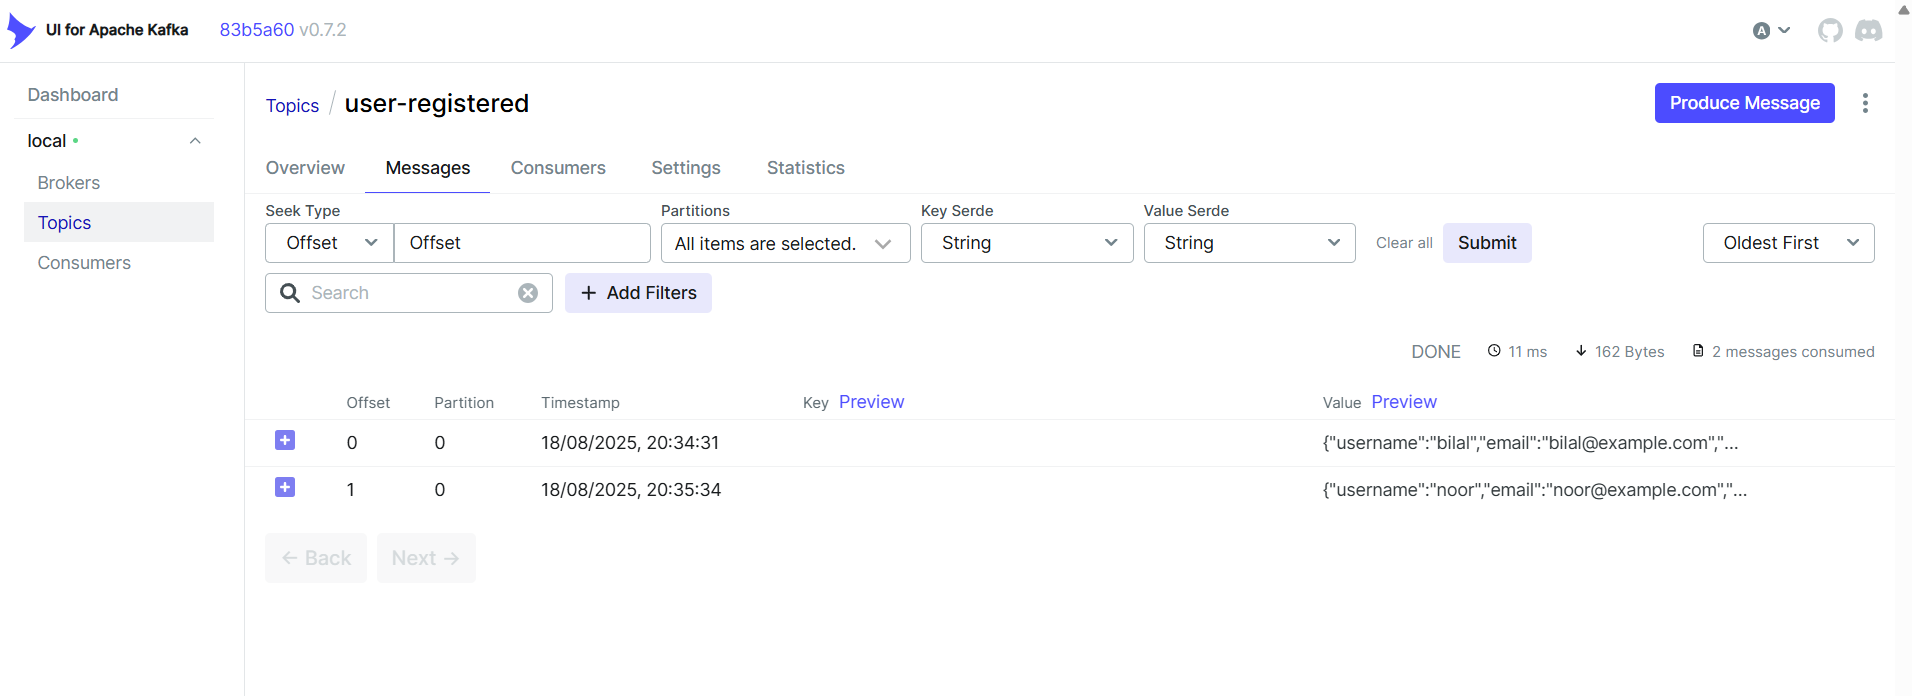 UI for Apache Kafka 83b5a60 v0.7.2 A
Dashboard
local
Brokers
Topics
Consumers
Topics / user-registered
Produce Message
Overview Messages Consumers Settings Statistics
Seek Type Partitions Key Serde Value Serde
Offset Offset All items are selected. String String Clear all Submit Oldest First
Search + Add Filters
DONE 11 ms 162 Bytes 2 messages consumed
Offset Partition Timestamp Key Preview Value Preview
0 0 18/08/2025, 20:34:31 {"username":"bilal","email":"bilal@example.com","...
1 0 18/08/2025, 20:35:34 {"username":"noor","email":"noor@example.com","...
← Back Next →